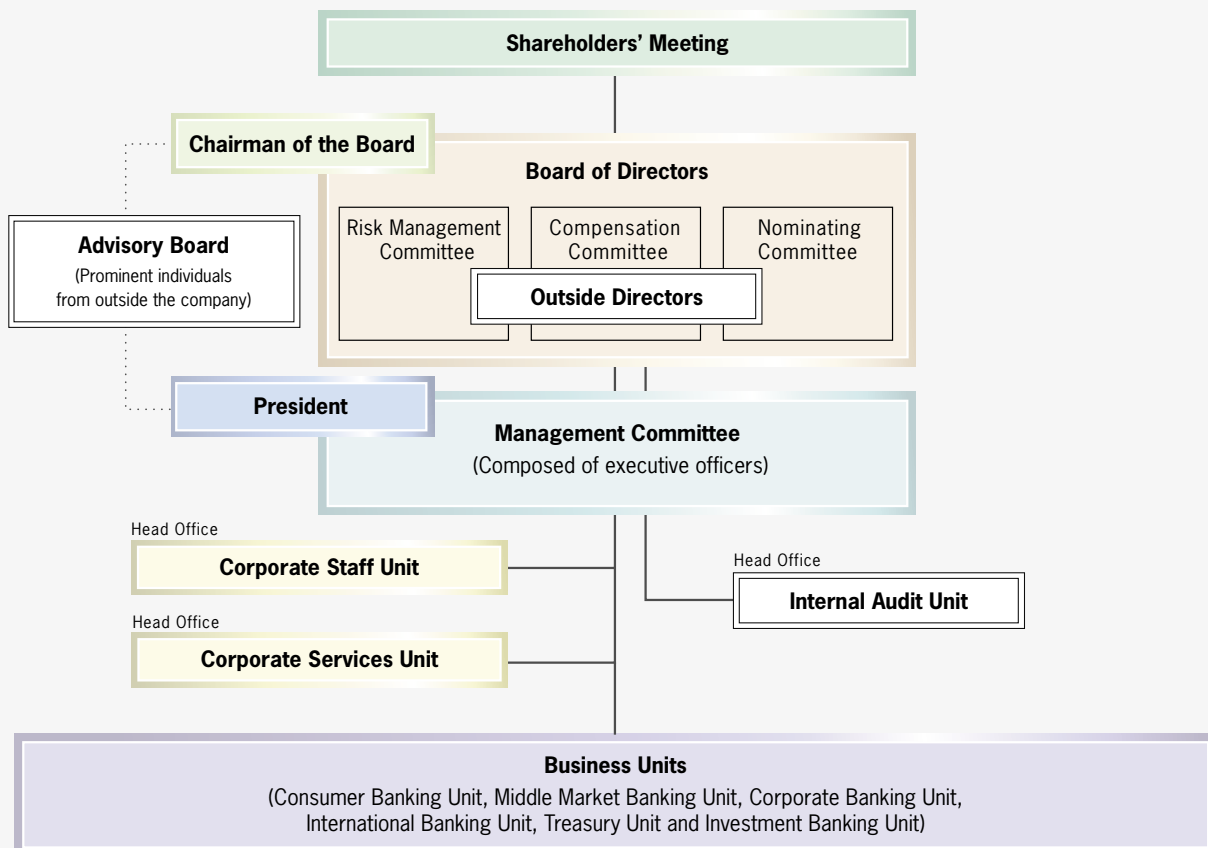 Shareholders’ Meeting
Chairman of the Board
Board of Directors
Risk Management
Committee
Compensation
Committee
Nominating
Committee
Outside Directors
Advisory Board
(Prominent individuals
from outside the company)
President
Management Committee
(Composed of executive officers)
Head Office
Corporate Staff Unit
Head Office
Internal Audit Unit
Head Office
Corporate Services Unit
Business Units
(Consumer Banking Unit, Middle Market Banking Unit, Corporate Banking Unit,
International Banking Unit, Treasury Unit and Investment Banking Unit)